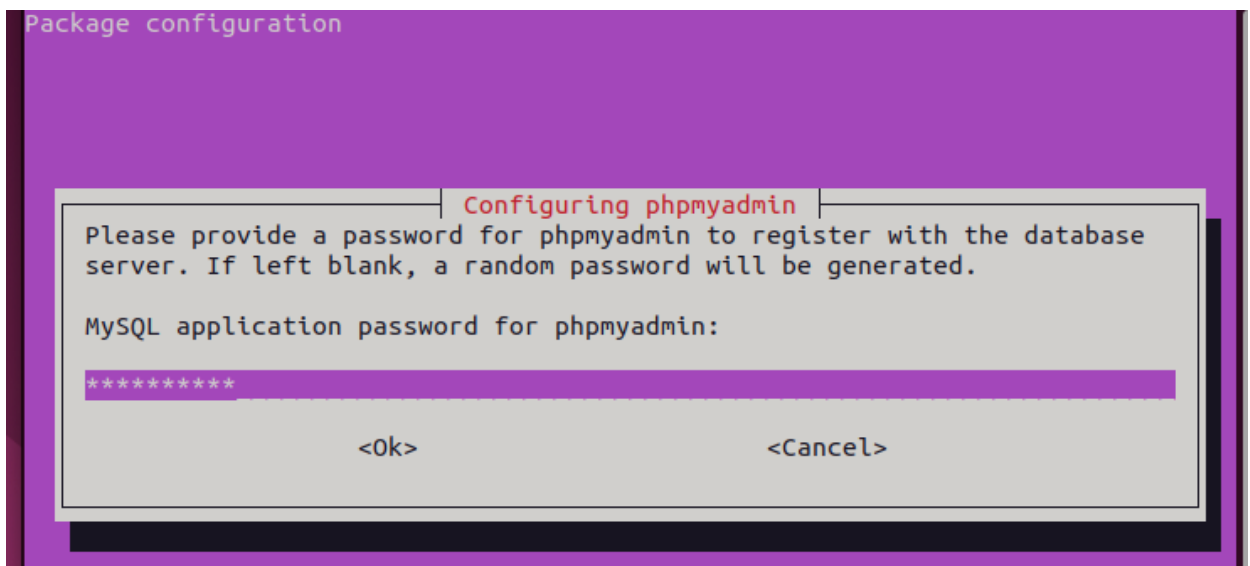 Package configuration
Configuring phpmyadmin
Please provide a password for phpmyadmin to register with the database
server. If left blank, a random password will be generated.
MySQL application password for phpmyadmin:
**********
<Ok> <Cancel>